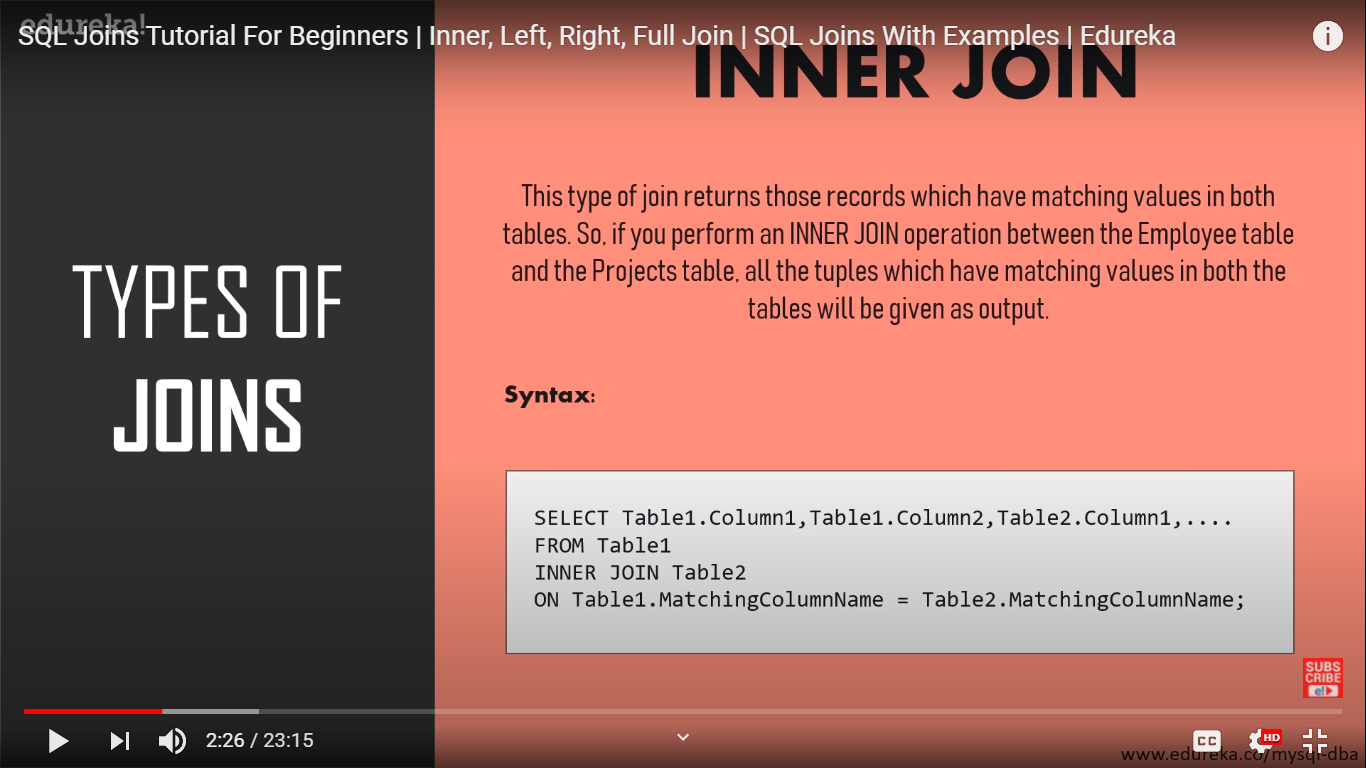 edureka!
SQL Joins Tutorial For Beginners | Inner, Left, Right, Full Join | SQL Joins With Examples | Edureka
INNER JOIN
TYPES OF
JOINS
This type of join returns those records which have matching values in both
tables. So, if you perform an INNER JOIN operation between the Employee table
and the Projects table, all the tuples which have matching values in both the
tables will be given as output.
Syntax:
SELECT Table1.Column1,Table1.Column2,Table2.Column1,....
FROM Table1
INNER JOIN Table2
ON Table1.MatchingColumnName = Table2.MatchingColumnName;
SUBS
CRIBE
e!
2:26 / 23:15
CC
HD
www.edureka.co/mysql-dba